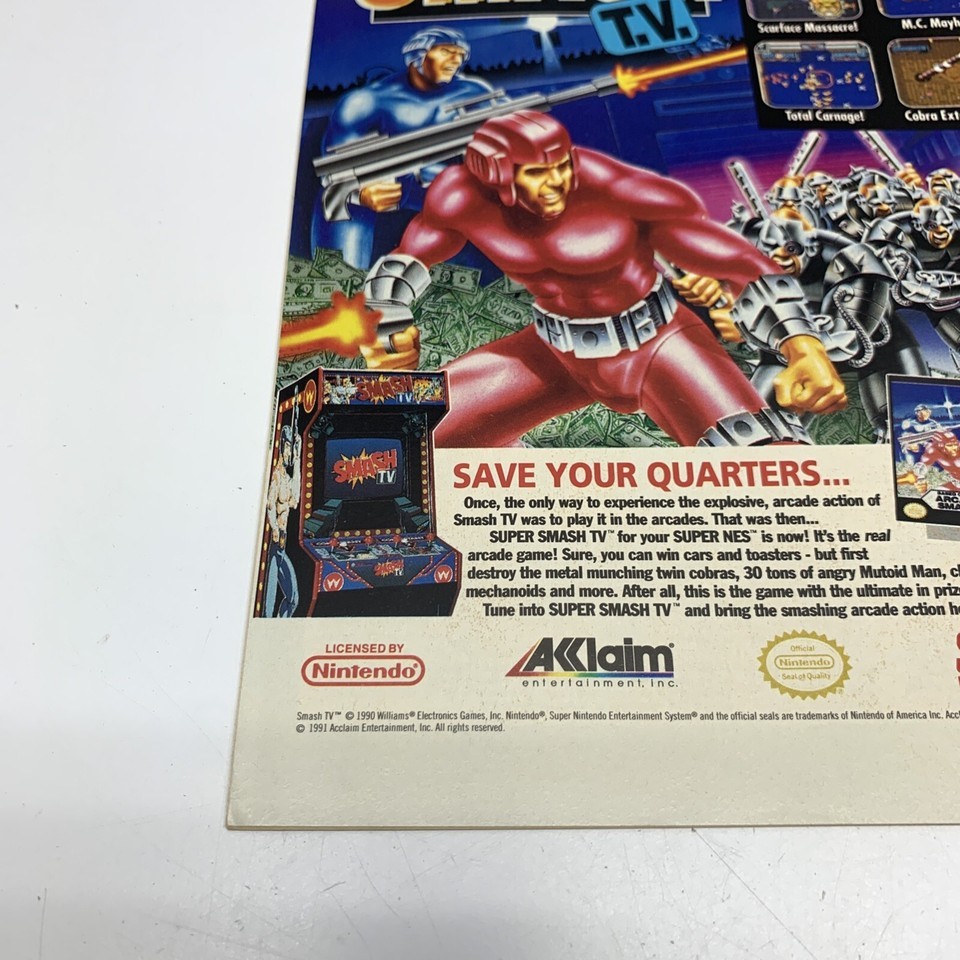 T.V.
Scarface Massacre!
M.C. Mayh
Total Carnage!
Cobra Ext
SMASH TV
SMASH TV
SMASH TV
SAVE YOUR QUARTERS...
Once, the only way to experience the explosive, arcade action of
Smash TV was to play it in the arcades. That was then...
SUPER SMASH TV™ for your SUPER NES™ is now! It's the real
arcade game! Sure, you can win cars and toasters - but first
destroy the metal munching twin cobras, 30 tons of angry Mutoid Man, cl
mechanoids and more. After all, this is the game with the ultimate in priz
Tune into SUPER SMASH TV™ and bring the smashing arcade action h
LICENSED BY
Nintendo®
AKKlaim®
entertainment, inc.
Official
Nintendo
Seal of Quality
Smash TV™ © 1990 Williams® Electronics Games, Inc. Nintendo®, Super Nintendo Entertainment System® and the official seals are trademarks of Nintendo of America Inc. Accl
© 1991 Acclaim Entertainment, Inc. All rights reserved.